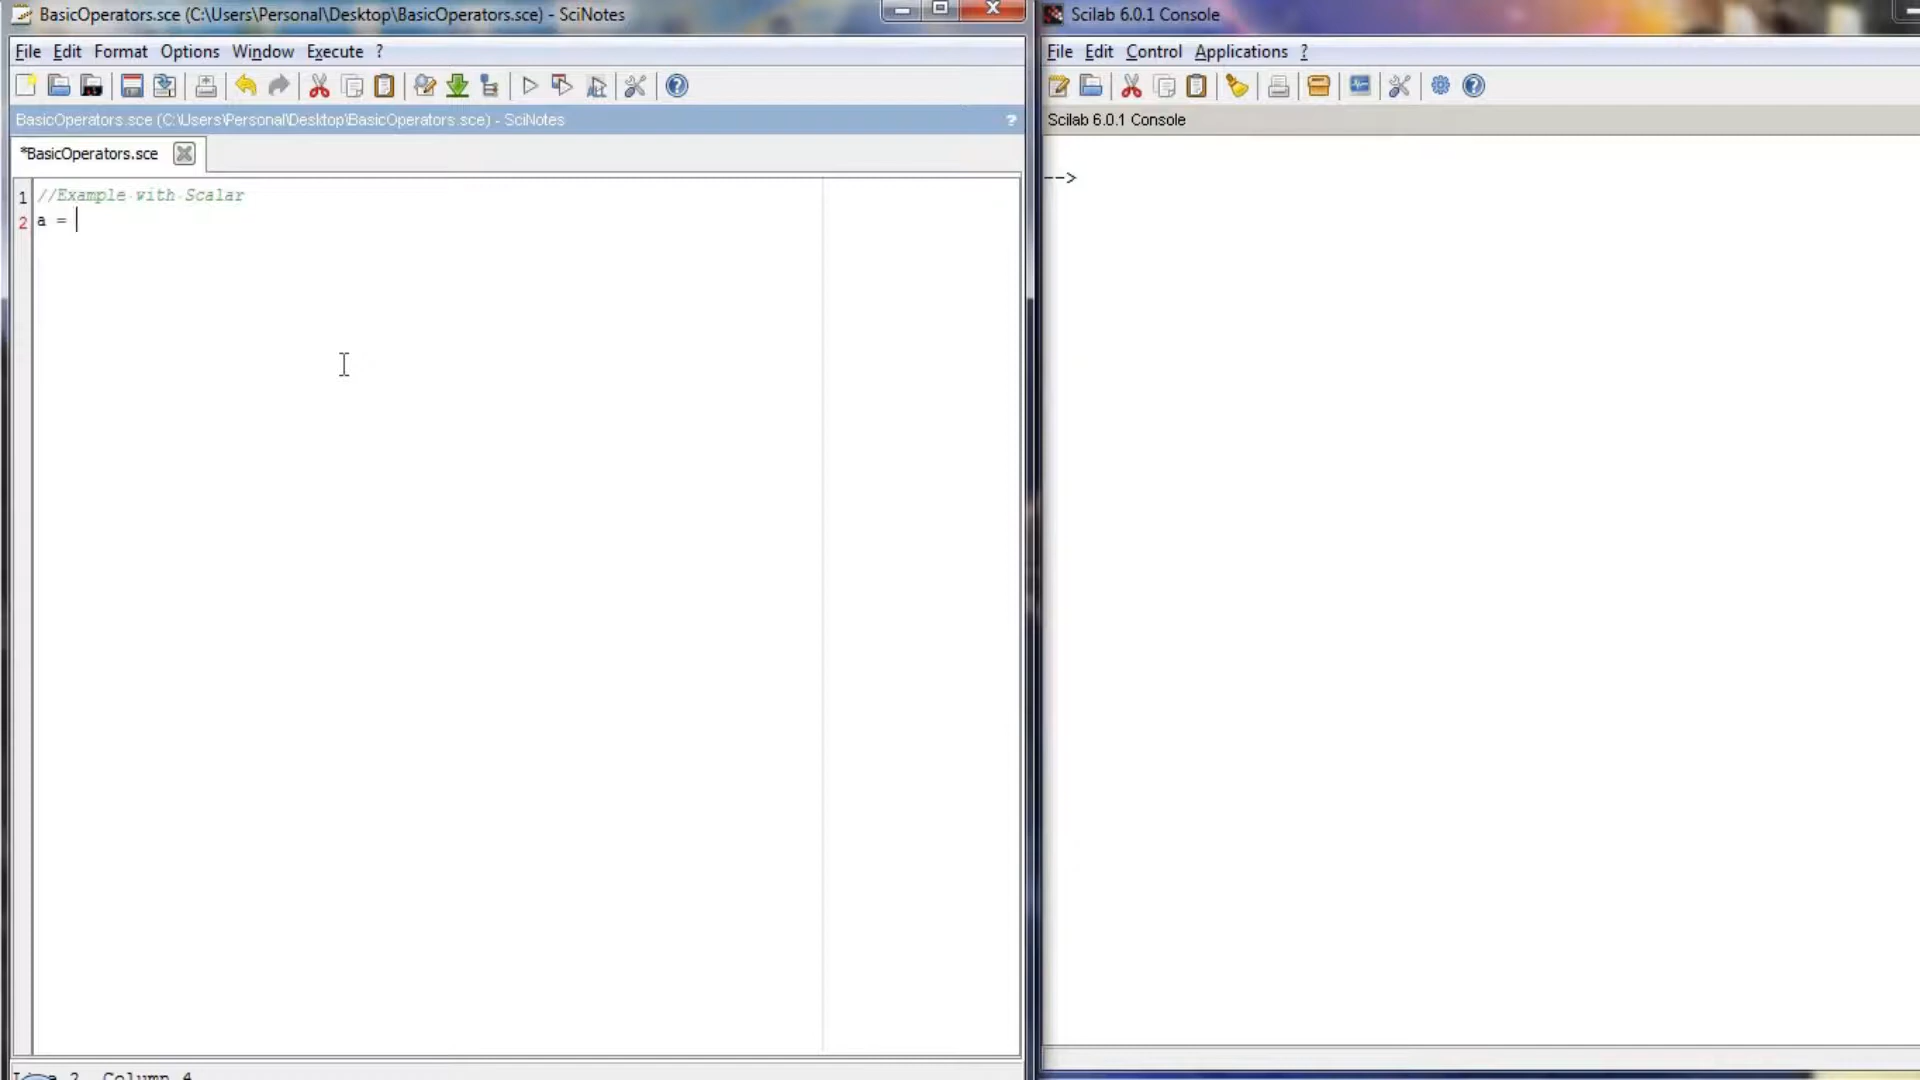 BasicOperators.sce (C:\Users\Personal\Desktop\BasicOperators.sce) - SciNotes
File Edit Format Options Window Execute ?
BasicOperators.sce (C:\Users\Personal\Desktop\BasicOperators.sce) - SciNotes ?
*BasicOperators.sce
1 //Example with Scalar
2 a =
Column 4
Scilab 6.0.1 Console
File Edit Control Applications ?
Scilab 6.0.1 Console
-->